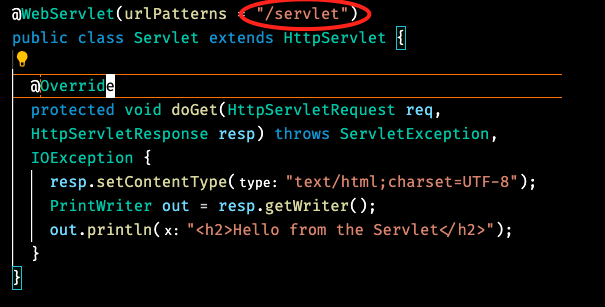 @WebServlet(urlPatterns = "/servlet")
public class Servlet extends HttpServlet {
@Override
protected void doGet(HttpServletRequest req,
HttpServletResponse resp) throws ServletException,
IOException {
resp.setContentType(type: "text/html;charset=UTF-8");
PrintWriter out = resp.getWriter();
out.println(x: "<h2>Hello from the Servlet</h2>");
}
}